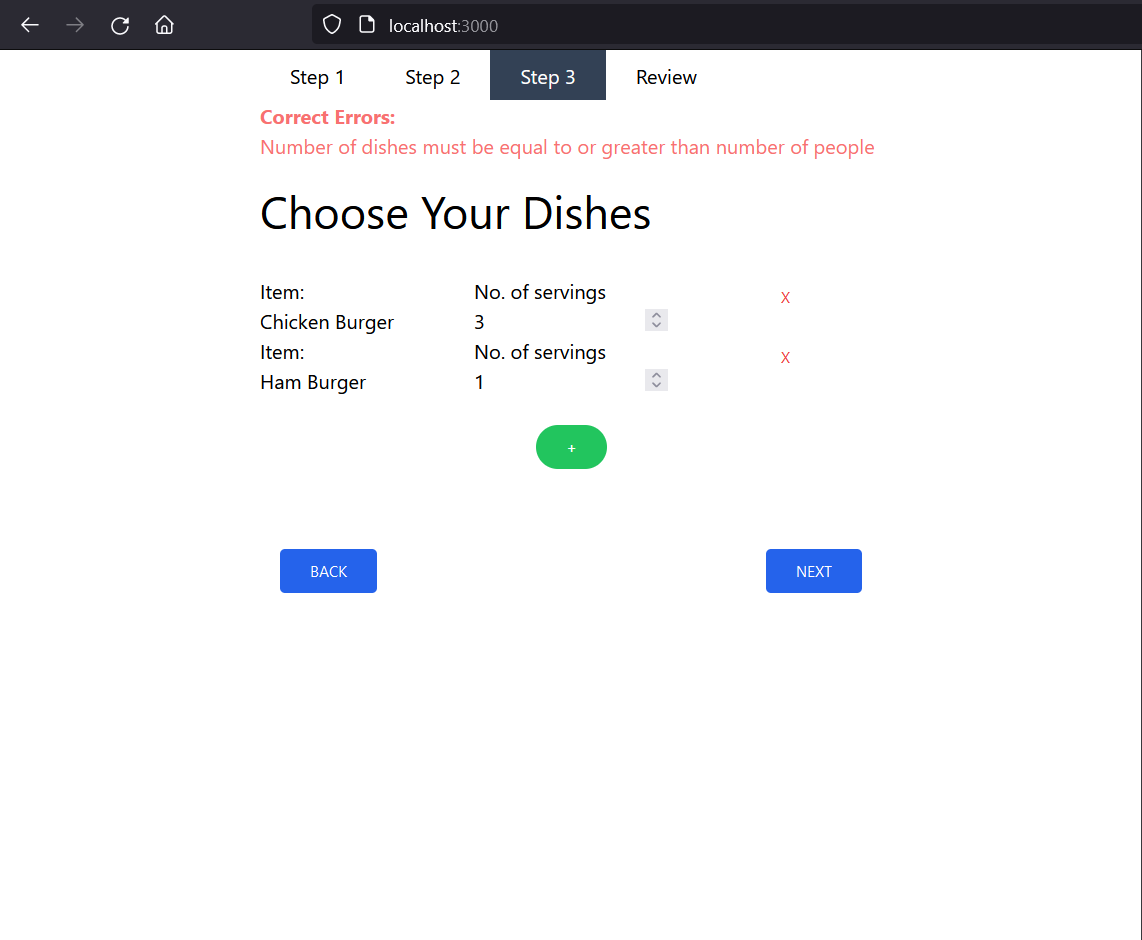 localhost:3000
Step 1 Step 2 Step 3 Review
Correct Errors:
Number of dishes must be equal to or greater than number of people
Choose Your Dishes
Item: No. of servings X
Chicken Burger 3
Item: No. of servings X
Ham Burger 1
+
BACK NEXT